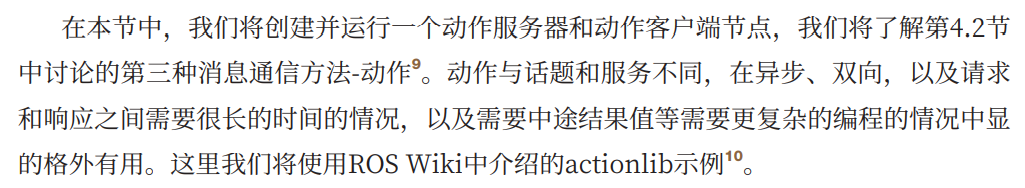 在本节中，我们将创建并运行一个动作服务器和动作客户端节点，我们将了解第4.2节
中讨论的第三种消息通信方法-动作9。动作与话题和服务不同，在异步、双向，以及请求
和响应之间需要很长的时间的情况，以及需要中途结果值等需要更复杂的编程的情况中显
的格外有用。这里我们将使用ROS Wiki中介绍的actionlib示例10。